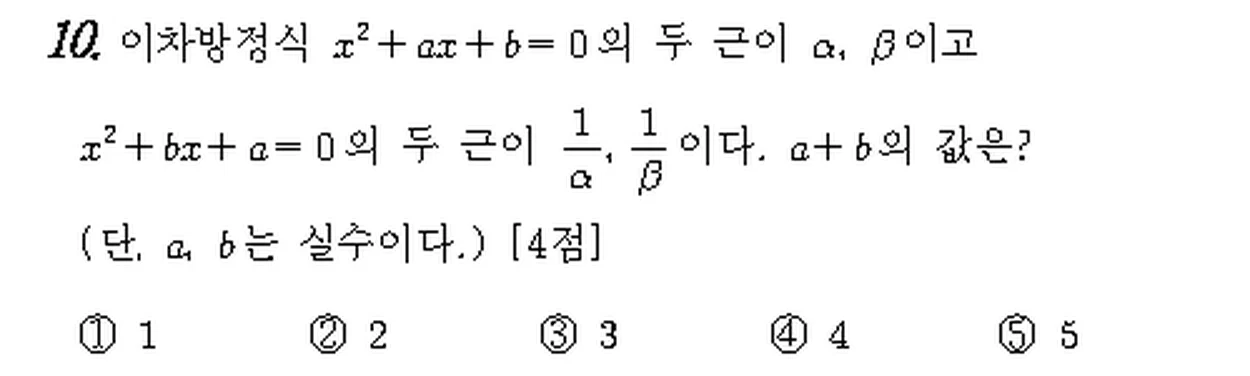 10. 이차방정식 x²+ax+b=0의 두 근이 α, β이고
x²+bx+a=0의 두 근이 1/α, 1/β이다. a+b의 값은?
(단, a, b는 실수이다.) [4점]
① 1 ② 2 ③ 3 ④ 4 ⑤ 5